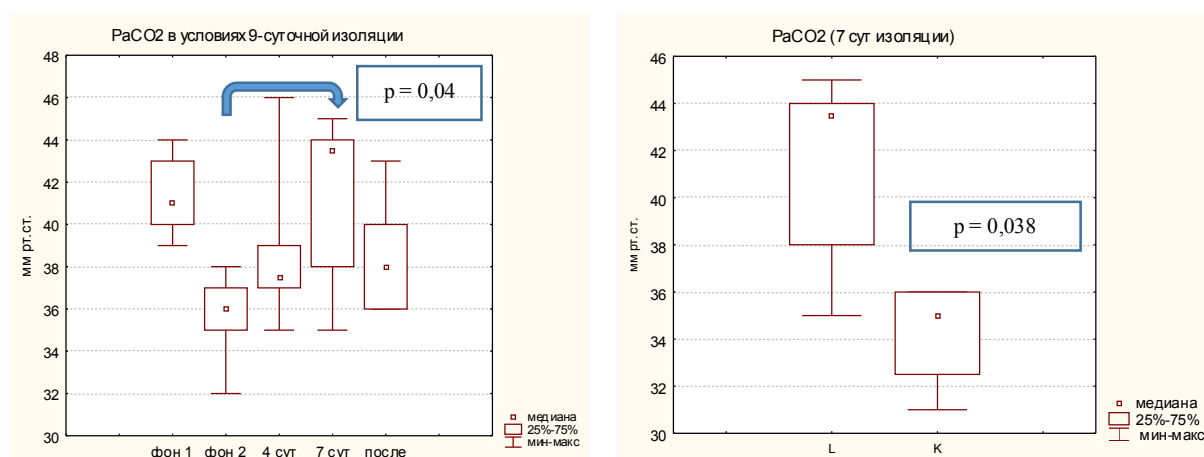 PaCO2 в условиях 9-суточной изоляции
p = 0,04
мм рт. ст.
46
44
42
40
38
36
34
32
30
фон 1 фон 2 4 сут 7 сут после
медиана
25%-75%
мин-макс
PaCO2 (7 сут изоляции)
p = 0,038
мм рт. ст.
46
44
42
40
38
36
34
32
30
L K
медиана
25%-75%
мин-макс